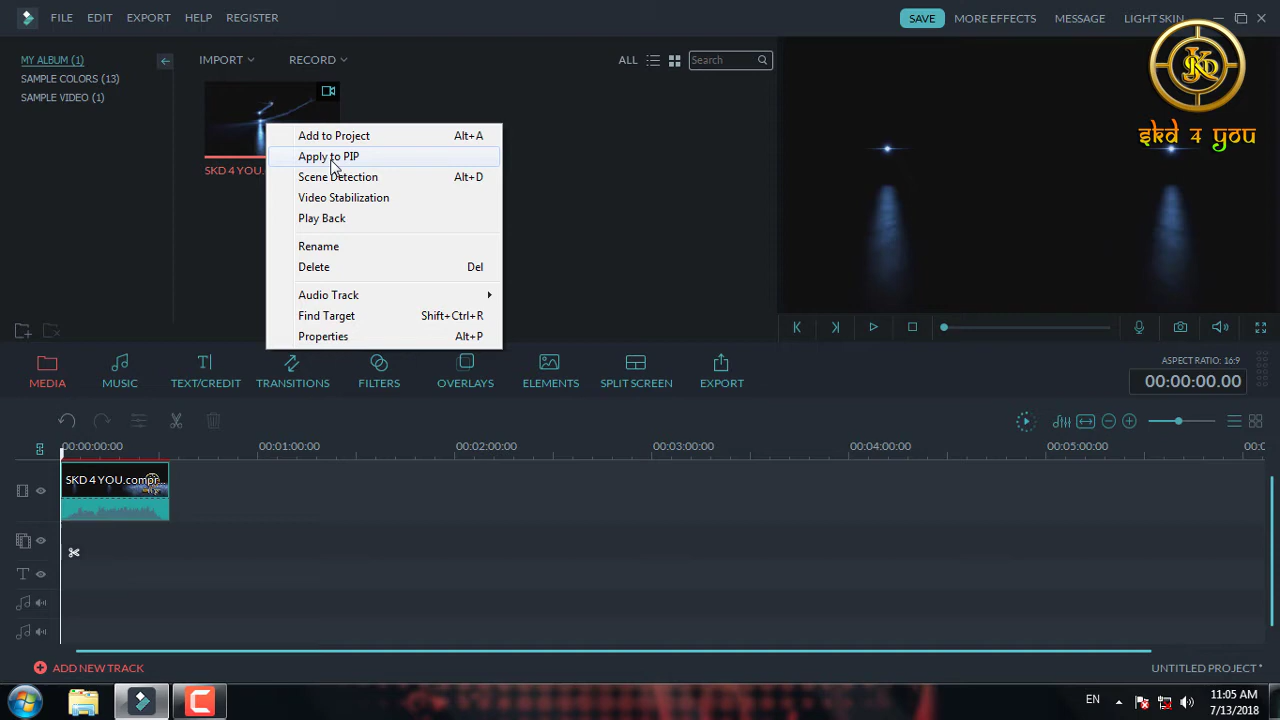 FILE EDIT EXPORT HELP REGISTER SAVE MORE EFFECTS MESSAGE LIGHT SKIN
MY ALBUM (1)
SAMPLE COLORS (13)
SAMPLE VIDEO (1)
IMPORT RECORD ALL Search
SKD 4 YOU.
Add to Project Alt+A
Apply to PIP
Scene Detection Alt+D
Video Stabilization
Play Back
Rename
Delete Del
Audio Track
Find Target Shift+Ctrl+R
Properties Alt+P
SKD
skd 4 you
MEDIA MUSIC TEXT/CREDIT TRANSITIONS FILTERS OVERLAYS ELEMENTS SPLIT SCREEN EXPORT
ASPECT RATIO: 16:9
00:00:00.00
00:00:00:00 00:01:00:00 00:02:00:00 00:03:00:00 00:04:00:00 00:05:00:00
SKD 4 YOU.compr...
ADD NEW TRACK
UNTITLED PROJECT *
EN
11:05 AM
7/13/2018